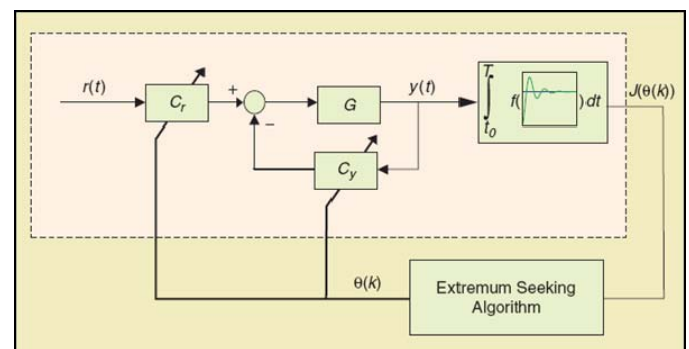 r(t)
C_r
+
−
G
y(t)
T
∫
t_0
f(
) dt
J(θ(k))
C_y
θ(k)
Extremum Seeking
Algorithm